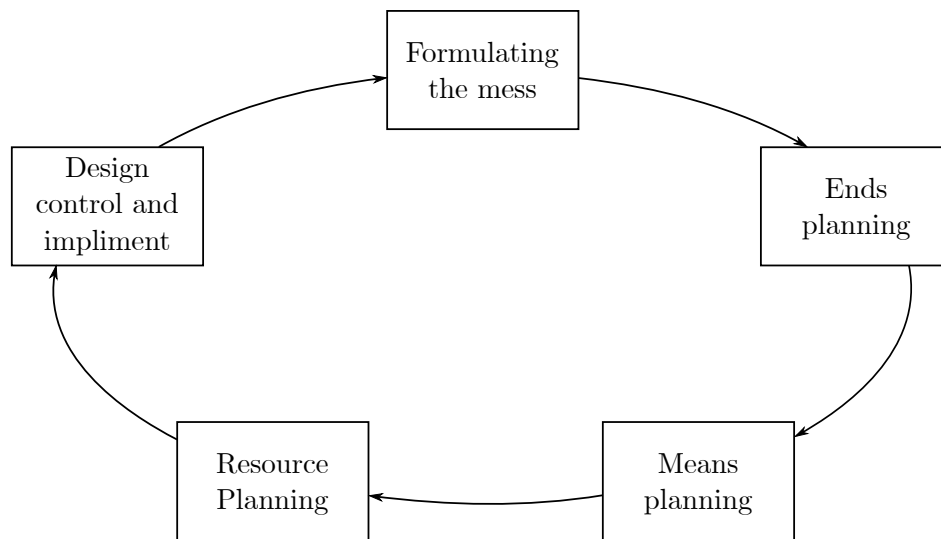 Formulating
the mess
Design
control and
impliment
Ends
planning
Resource
Planning
Means
planning